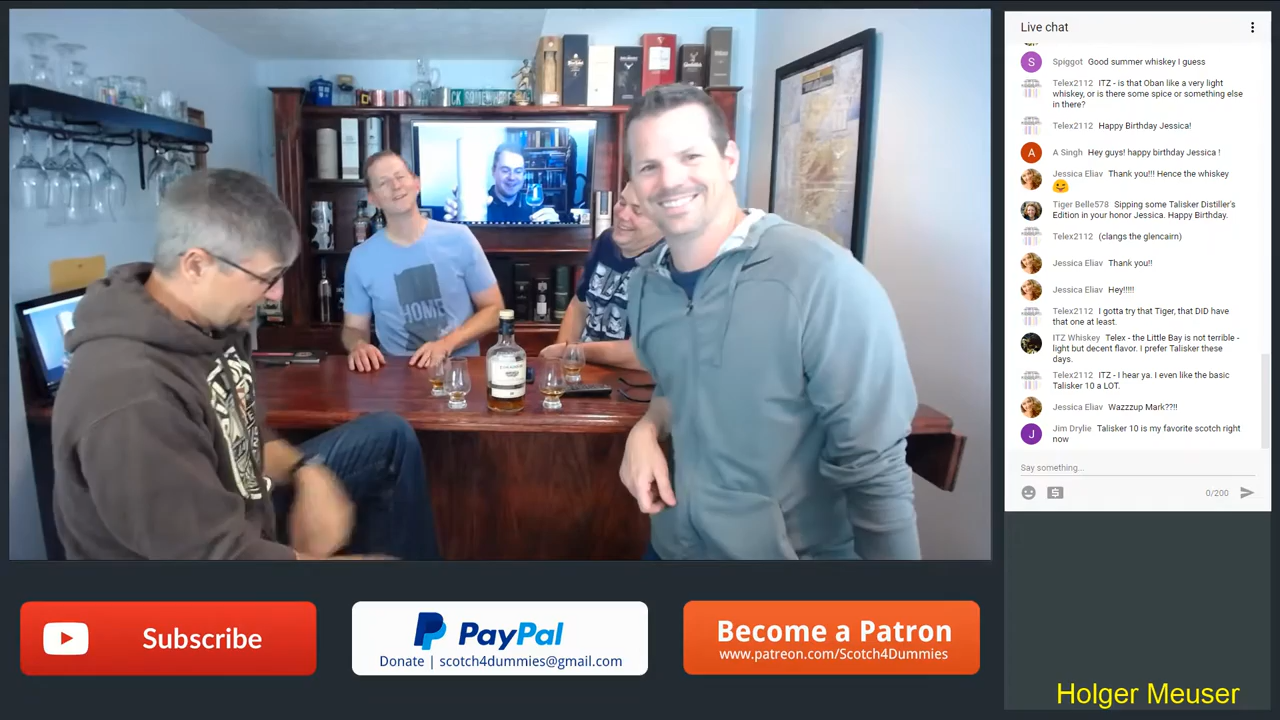 CK SOMEW
HOME
Live chat
Spiggot Good summer whiskey I guess
Telex2112 ITZ - is that Oban like a very light
whiskey, or is there some spice or something else
in there?
Telex2112 Happy Birthday Jessica!
A
A Singh Hey guys! happy birthday Jessica !
Jessica Eliav Thank you!!! Hence the whiskey
Tiger Belle578 Sipping some Talisker Distiller's
Edition in your honor Jessica. Happy Birthday.
Telex2112 (clangs the glencairn)
Jessica Eliav Thank you!!
Jessica Eliav Hey!!!!!
Telex2112 I gotta try that Tiger, that DID have
that one at least.
ITZ Whiskey Telex - the Little Bay is not terrible -
light but decent flavor. I prefer Talisker these
days.
Telex2112 ITZ - I hear ya. I even like the basic
Talisker 10 a LOT.
Jessica Eliav Wazzzup Mark??!!
J
Jim Drylie Talisker 10 is my favorite scotch right
now
Say something...
0/200
Subscribe
PayPal
Donate | scotch4dummies@gmail.com
Become a Patron
www.patreon.com/Scotch4Dummies
Holger Meuser